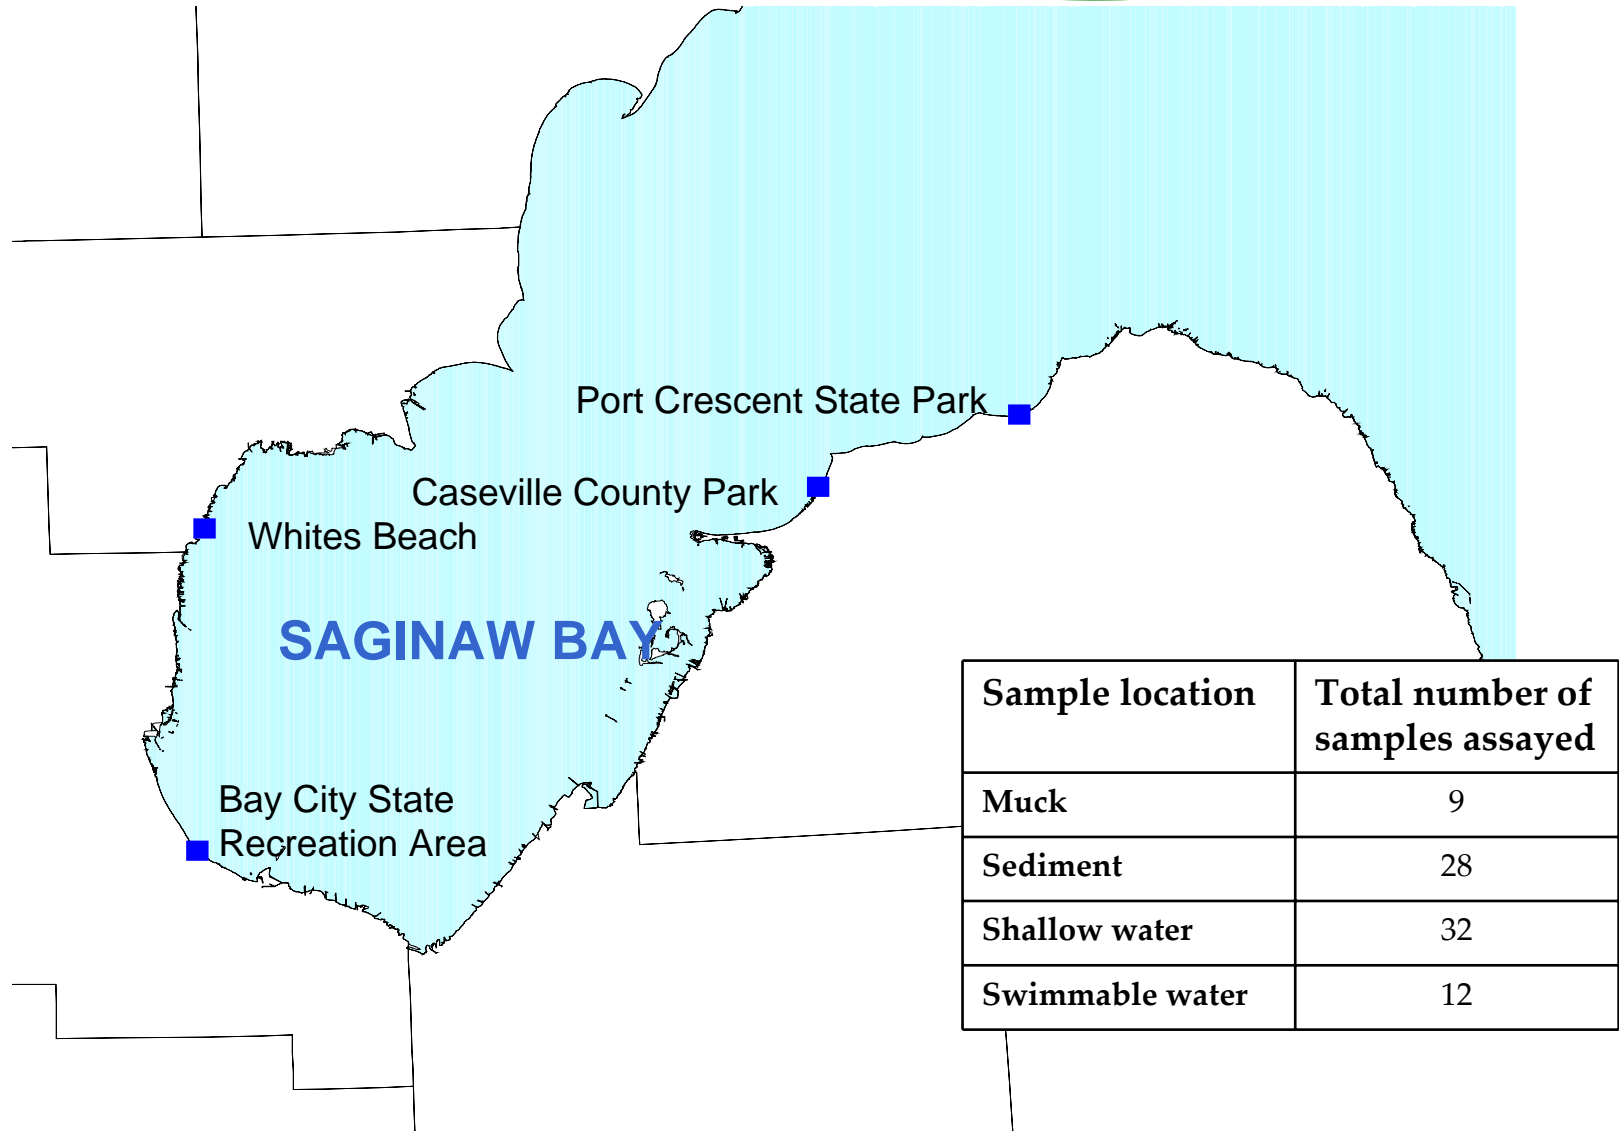 Port Crescent State Park
Caseville County Park
Whites Beach
SAGINAW BAY
Bay City State
Recreation Area
Sample location Total number of
samples assayed
Muck 9
Sediment 28
Shallow water 32
Swimmable water 12